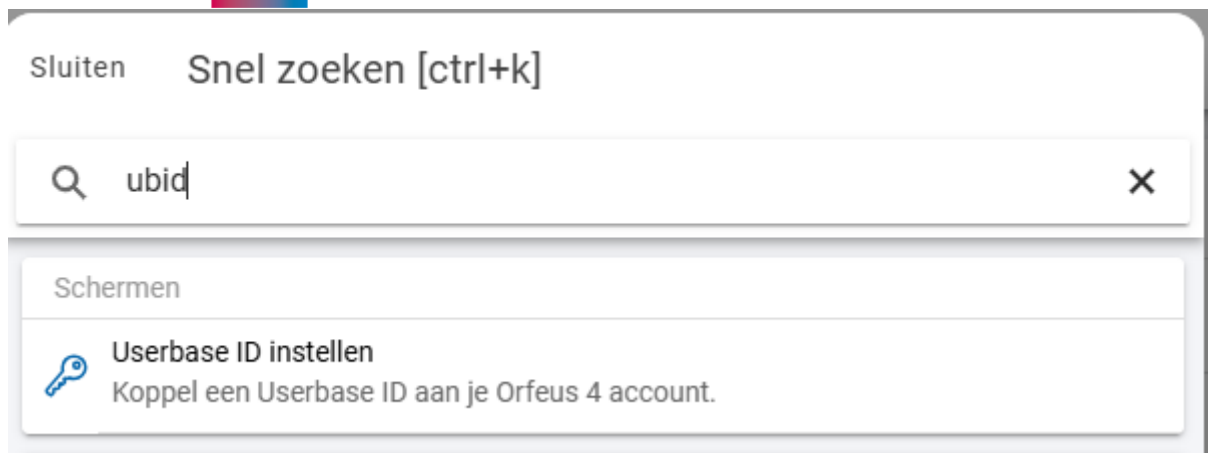 Sluiten Snel zoeken [ctrl+k]
ubid
Schermen
Userbase ID instellen
Koppel een Userbase ID aan je Orfeus 4 account.